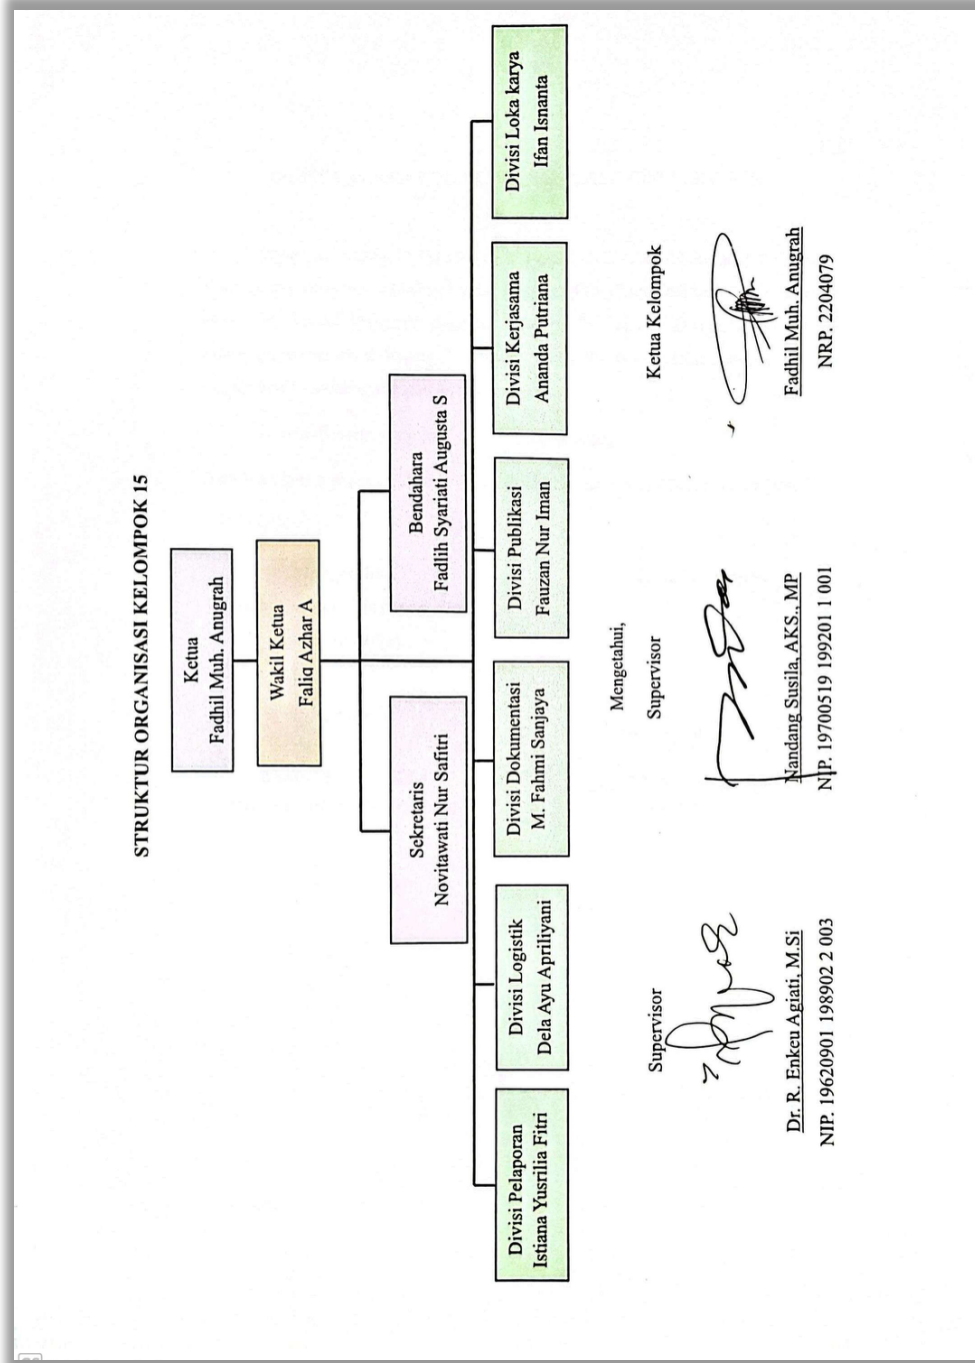 STRUKTUR ORGANISASI KELOMPOK 15
Ketua
Fadhil Muh. Anugrah
Wakil Ketua
Faliq Azhar A
Sekretaris
Novitawati Nur Safitri
Bendahara
Fadlih Syariati Augusta S
Divisi Pelaporan
Istiana Yusrilia Fitri
Divisi Logistik
Dela Ayu Apriliyani
Divisi Dokumentasi
M. Fahmi Sanjaya
Divisi Publikasi
Fauzan Nur Iman
Divisi Kerjasama
Ananda Putriana
Divisi Loka karya
Ifan Isnanta
Mengetahui,
Supervisor
Dr. R. Enkeu Agiati, M.Si
NIP. 19620901 198902 2 003
Supervisor
Nandang Susila, AKS., MP
NIP. 19700519 199201 1 001
Ketua Kelompok
Fadhil Muh. Anugrah
NRP. 2204079